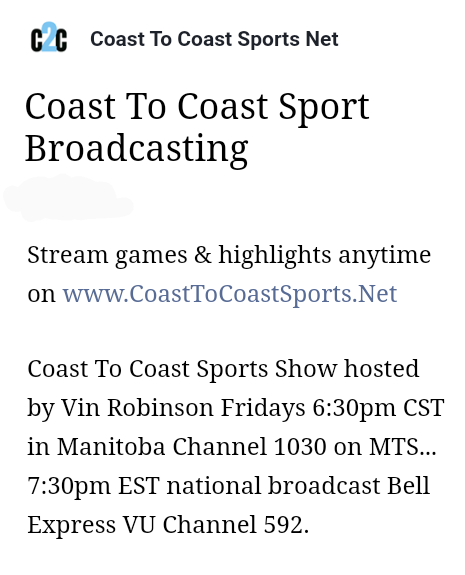 C2C Coast To Coast Sports Net
Coast To Coast Sport
Broadcasting
Stream games & highlights anytime
on www.CoastToCoastSports.Net
Coast To Coast Sports Show hosted
by Vin Robinson Fridays 6:30pm CST
in Manitoba Channel 1030 on MTS...
7:30pm EST national broadcast Bell
Express VU Channel 592.